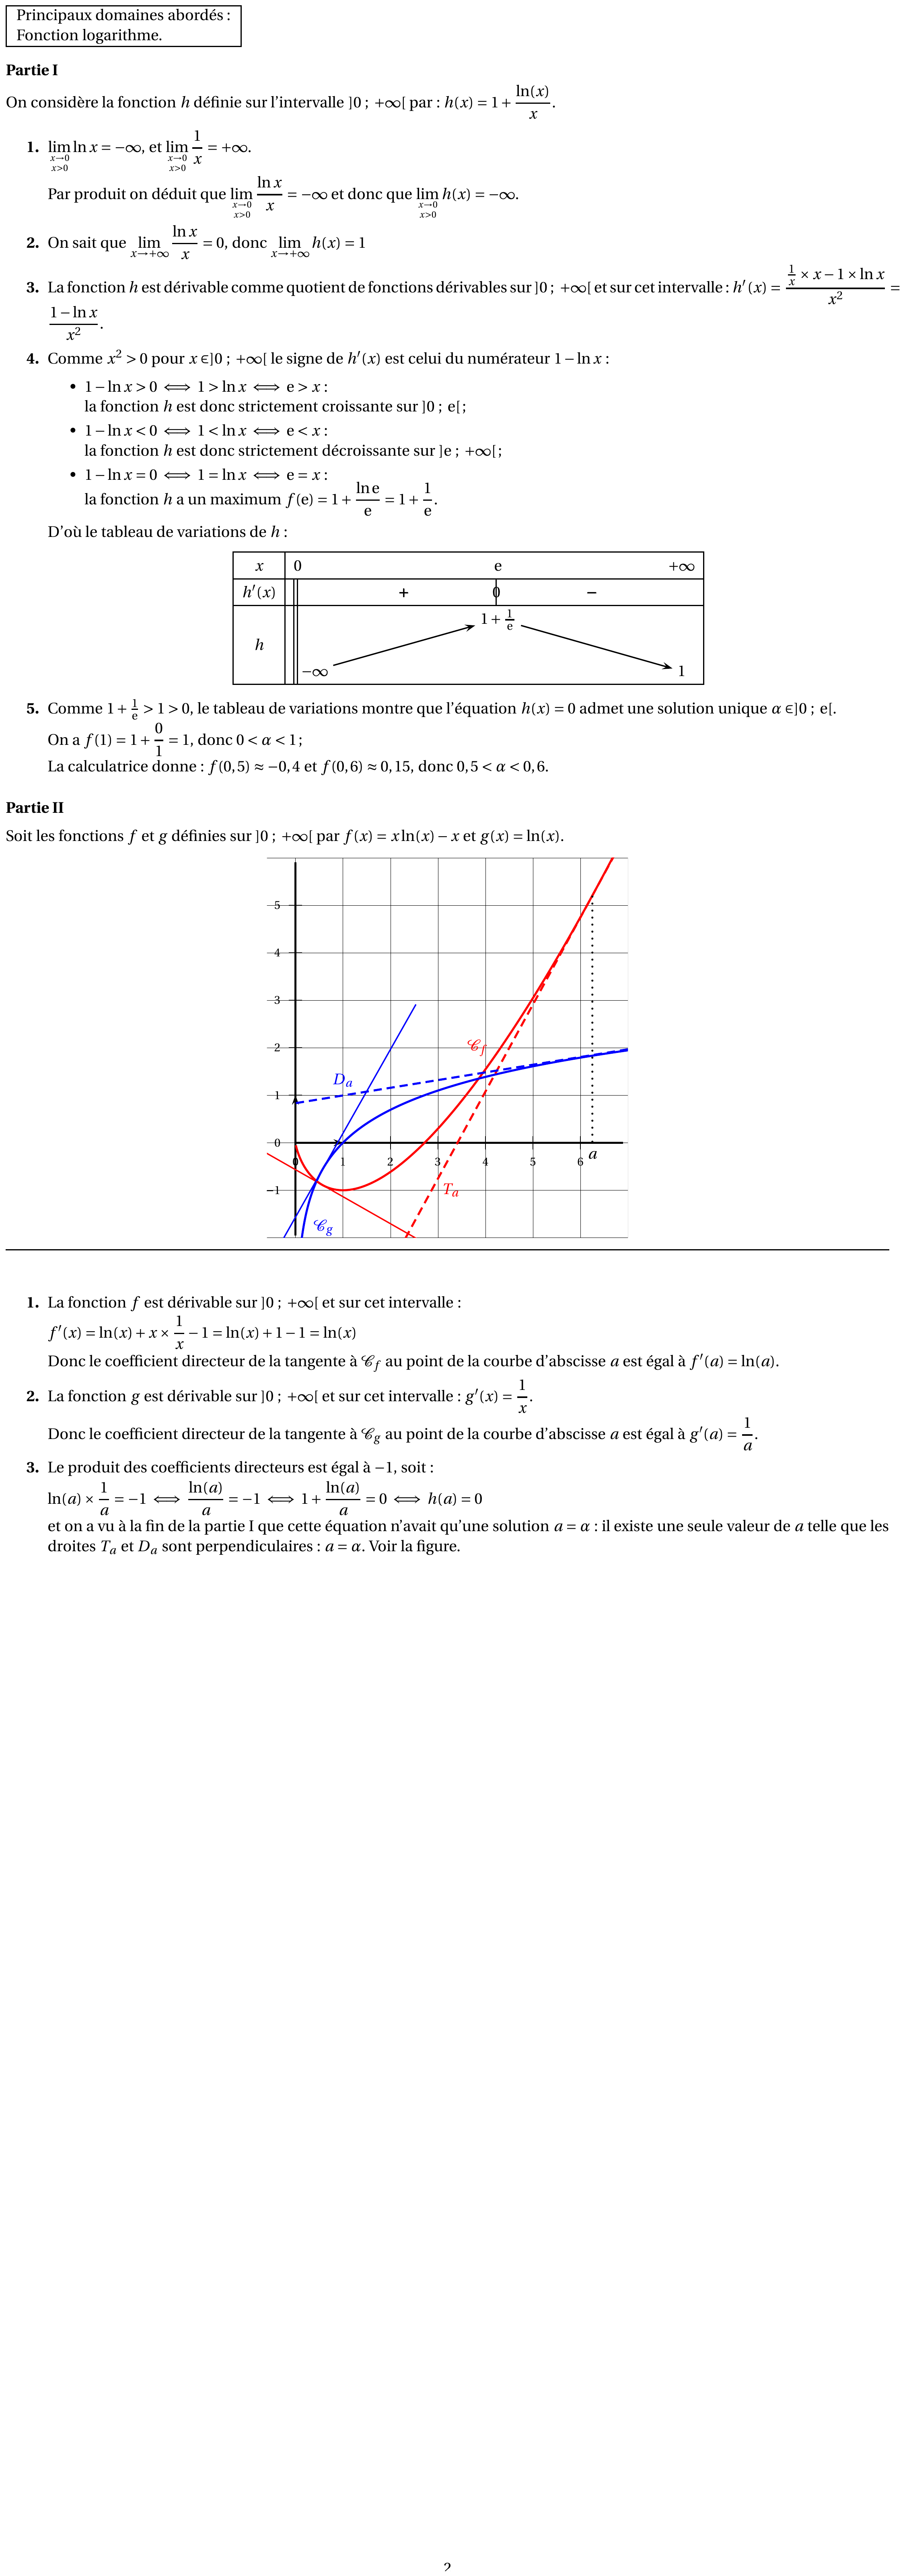 Principaux domaines abordés :
Fonction logarithme.
Partie I
On considère la fonction h définie sur l'intervalle ]0 ; +∞[ par : h(x) = 1 + ln(x)/x.
1. lim_{x→0, x>0} ln x = −∞, et lim_{x→0, x>0} 1/x = +∞.
Par produit on déduit que lim_{x→0, x>0} ln x/x = −∞ et donc que lim_{x→0, x>0} h(x) = −∞.
2. On sait que lim_{x→+∞} ln x/x = 0, donc lim_{x→+∞} h(x) = 1
3. La fonction h est dérivable comme quotient de fonctions dérivables sur ]0 ; +∞[ et sur cet intervalle : h′(x) = (1/x × x − 1 × ln x)/x² =
(1 − ln x)/x².
4. Comme x² > 0 pour x ∈]0 ; +∞[ le signe de h′(x) est celui du numérateur 1 − ln x :
• 1 − ln x > 0 ⟺ 1 > ln x ⟺ e > x :
la fonction h est donc strictement croissante sur ]0 ; e[ ;
• 1 − ln x < 0 ⟺ 1 < ln x ⟺ e < x :
la fonction h est donc strictement décroissante sur ]e ; +∞[ ;
• 1 − ln x = 0 ⟺ 1 = ln x ⟺ e = x :
la fonction h a un maximum f(e) = 1 + ln e/e = 1 + 1/e.
D'où le tableau de variations de h :
x 0 e +∞
h′(x) + 0 −
1 + 1/e
h
−∞ 1
5. Comme 1 + 1/e > 1 > 0, le tableau de variations montre que l'équation h(x) = 0 admet une solution unique α ∈]0 ; e[.
On a f(1) = 1 + 0/1 = 1, donc 0 < α < 1 ;
La calculatrice donne : f(0,5) ≈ −0,4 et f(0,6) ≈ 0,15, donc 0,5 < α < 0,6.
Partie II
Soit les fonctions f et g définies sur ]0 ; +∞[ par f(x) = x ln(x) − x et g(x) = ln(x).
5
4
3
2
𝒞f
Da
1
0
0 1 2 3 4 5 6 a
−1
Ta
𝒞g
1. La fonction f est dérivable sur ]0 ; +∞[ et sur cet intervalle :
f′(x) = ln(x) + x × 1/x − 1 = ln(x) + 1 − 1 = ln(x)
Donc le coefficient directeur de la tangente à 𝒞f au point de la courbe d'abscisse a est égal à f′(a) = ln(a).
2. La fonction g est dérivable sur ]0 ; +∞[ et sur cet intervalle : g′(x) = 1/x.
Donc le coefficient directeur de la tangente à 𝒞g au point de la courbe d'abscisse a est égal à g′(a) = 1/a.
3. Le produit des coefficients directeurs est égal à −1, soit :
ln(a) × 1/a = −1 ⟺ ln(a)/a = −1 ⟺ 1 + ln(a)/a = 0 ⟺ h(a) = 0
et on a vu à la fin de la partie I que cette équation n'avait qu'une solution a = α : il existe une seule valeur de a telle que les
droites Ta et Da sont perpendiculaires : a = α. Voir la figure.
2